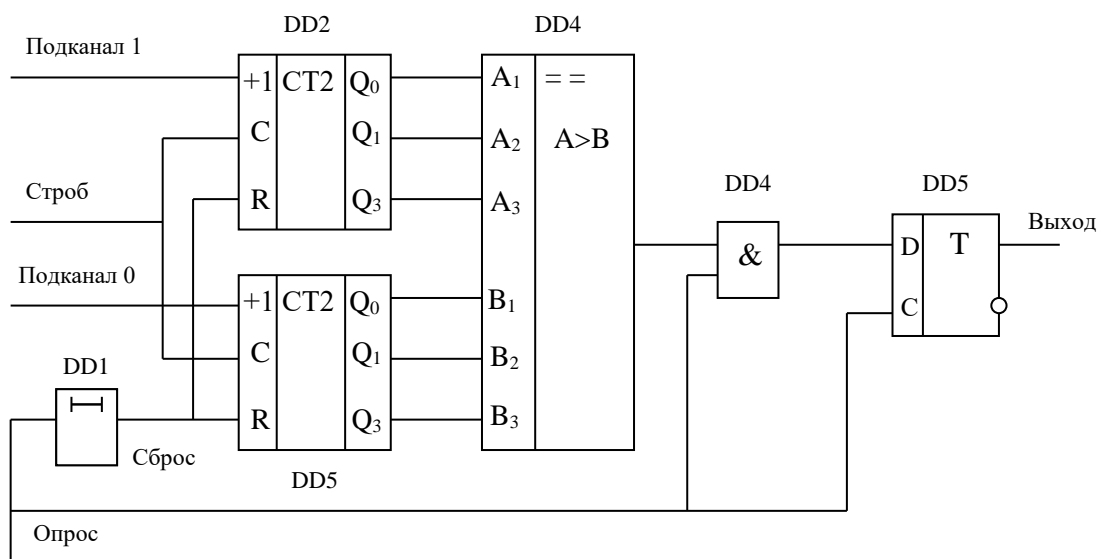 DD2
DD4
Подканал 1
+1 CT2 Q0
A1 = =
C Q1
A2 A>B
Строб
R Q3
A3
DD4
DD5
Выход
Подканал 0
&
D T
+1 CT2 Q0
B1
C
C Q1
B2
DD1
R Q3
B3
Сброс
DD5
Опрос